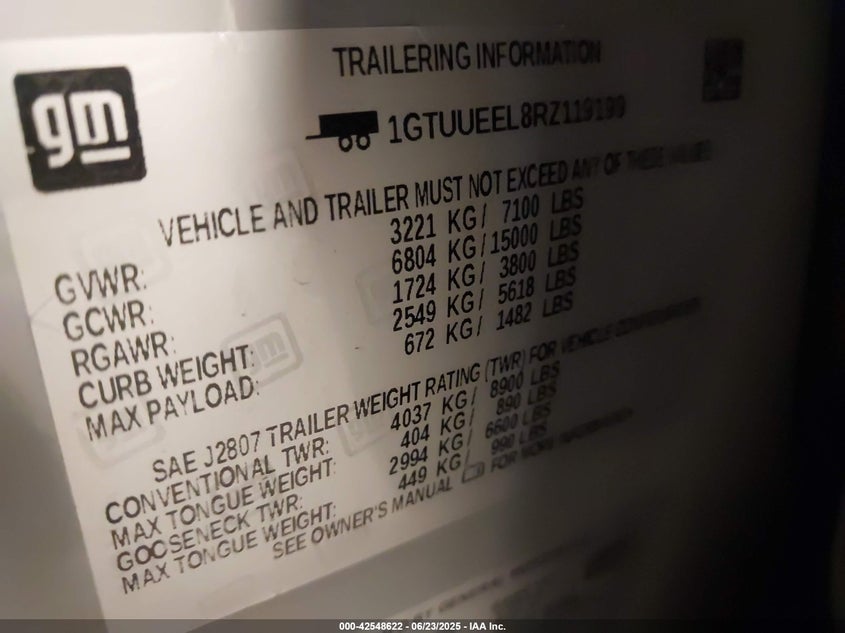 gm
TRAILERING INFORMATION
1GTUUEEL8RZ119199
VEHICLE AND TRAILER MUST NOT EXCEED ANY OF THESE VALUES
GVWR: 3221 KG/ 7100 LBS
GCWR: 6804 KG/ 15000 LBS
RGAWR: 1724 KG/ 3800 LBS
CURB WEIGHT: 2549 KG/ 5618 LBS
MAX PAYLOAD: 672 KG/ 1482 LBS
SAE J2807 TRAILER WEIGHT RATING (TWR) FOR VEHICLE
CONVENTIONAL TWR: 4037 KG/ 8900 LBS
MAX TONGUE WEIGHT: 404 KG/ 890 LBS
GOOSENECK TWR: 2994 KG/ 6600 LBS
MAX TONGUE WEIGHT: 449 KG/ 990 LBS
SEE OWNER'S MANUAL FOR MORE
GENERAL
000-42548622 - 06/23/2025 - IAA Inc.